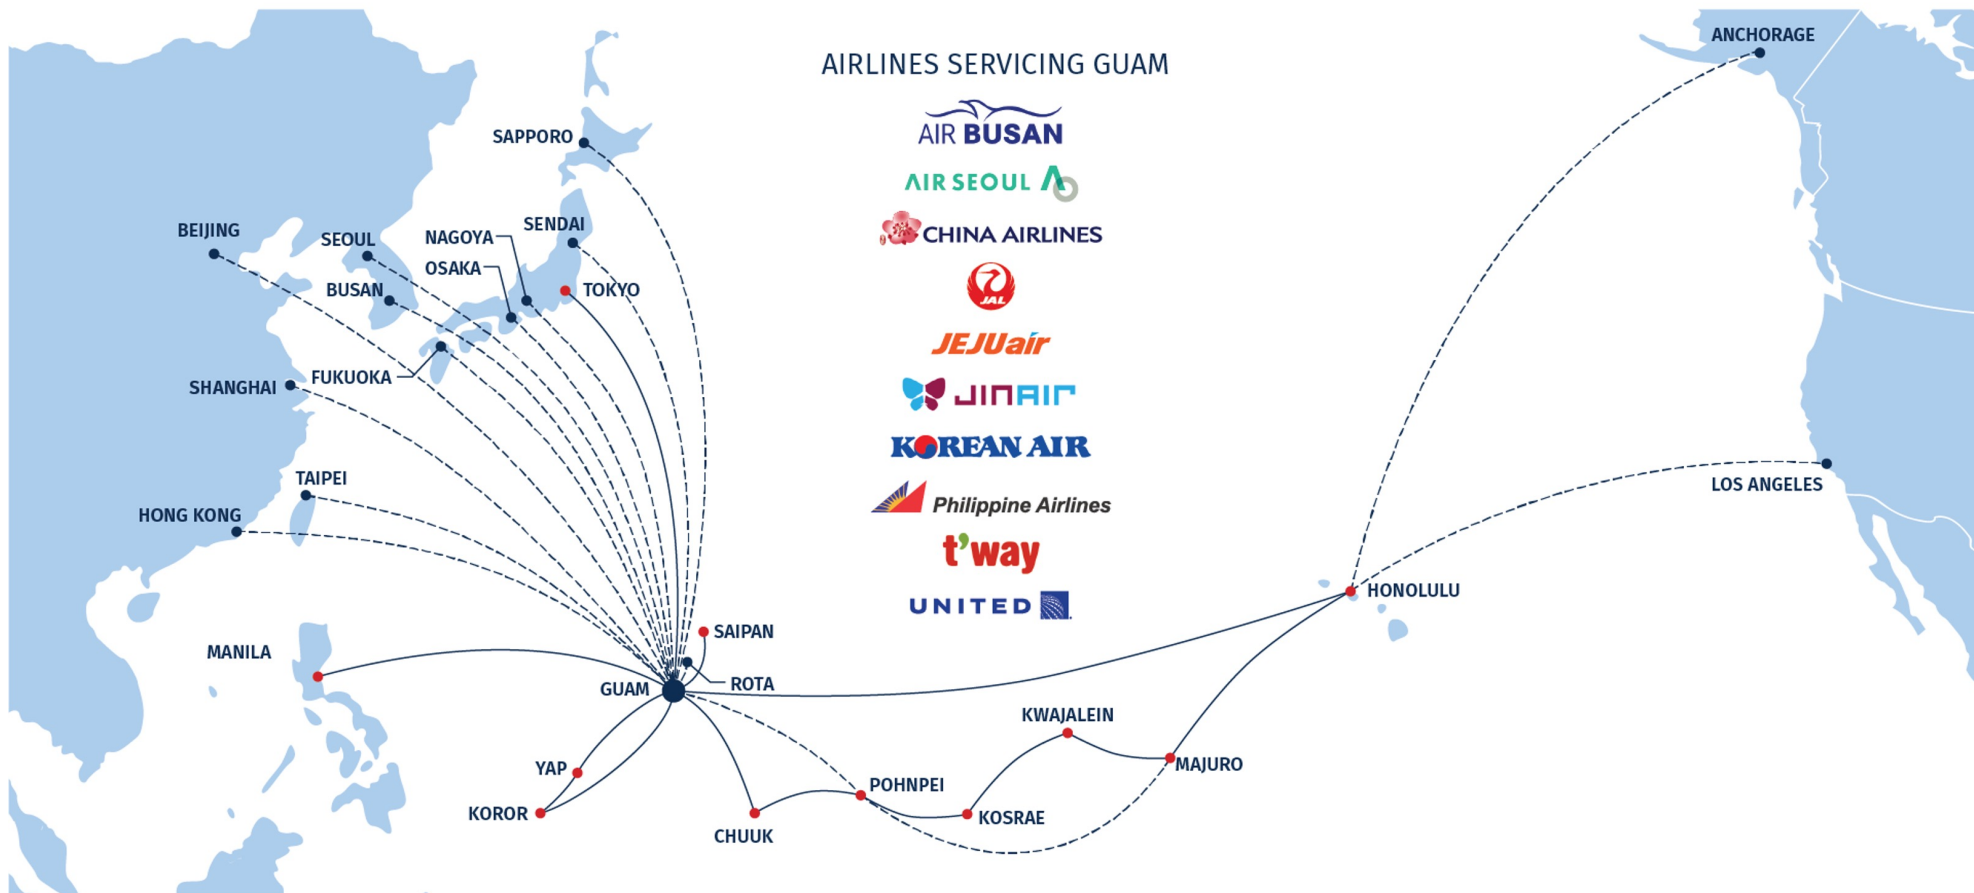 ANCHORAGE
AIRLINES SERVICING GUAM
AIR BUSAN
AIR SEOUL
CHINA AIRLINES
JAL
JEJUair
JINAIR
KOREAN AIR
Philippine Airlines
t'way
UNITED
SAPPORO
SENDAI
BEIJING
SEOUL
NAGOYA
OSAKA
BUSAN
TOKYO
SHANGHAI
FUKUOKA
TAIPEI
HONG KONG
LOS ANGELES
HONOLULU
MANILA
SAIPAN
GUAM
ROTA
KWAJALEIN
YAP
MAJURO
POHNPEI
KOROR
KOSRAE
CHUUK